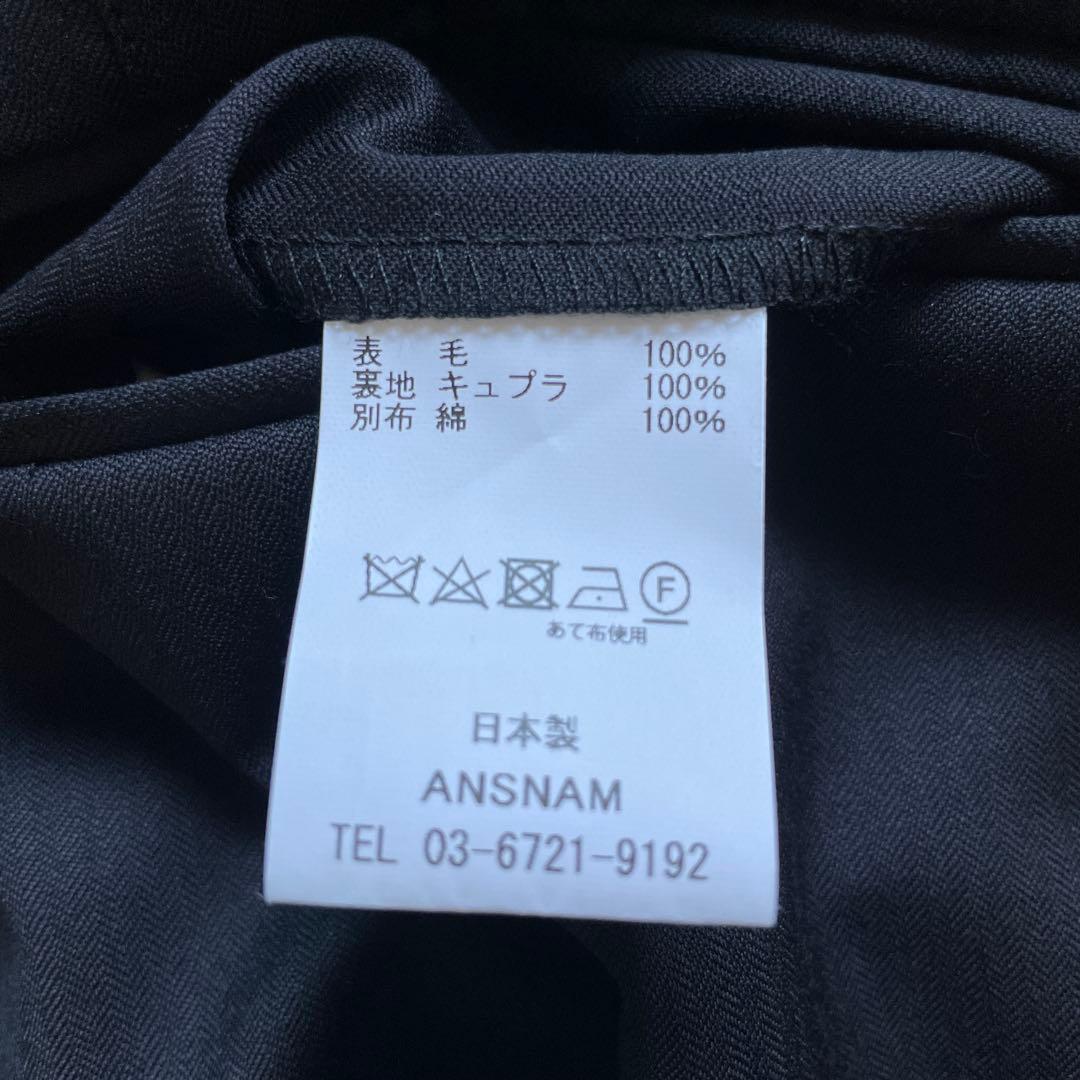 表 毛 100%
裏地 キュプラ 100%
別布 綿 100%
F
あて布使用
日本製
ANSNAM
TEL 03-6721-9192